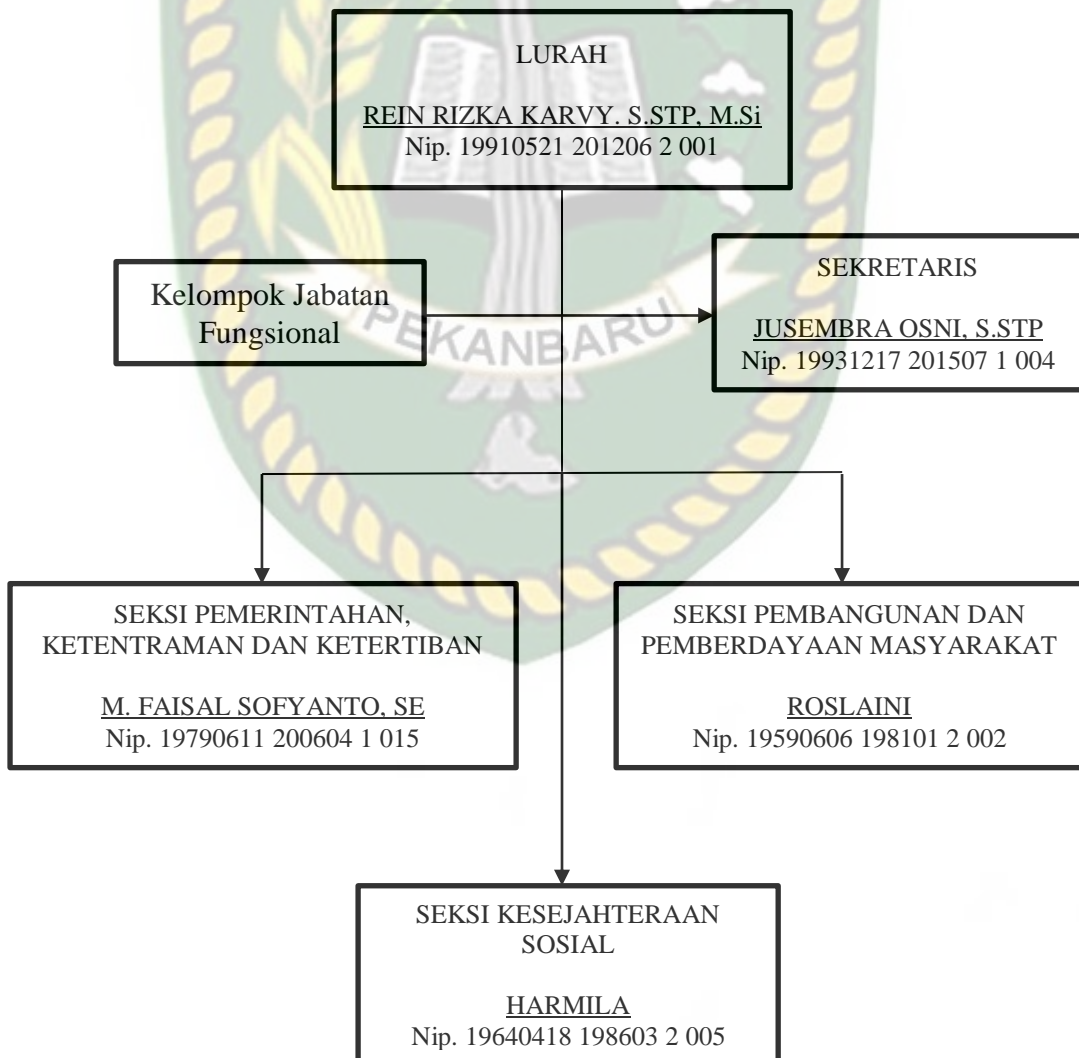 LURAH
REIN RIZKA KARVY. S.STP, M.Si
Nip. 19910521 201206 2 001
Kelompok Jabatan
Fungsional
SEKRETARIS
JUSEMBRA OSNI, S.STP
Nip. 19931217 201507 1 004
PEKANBARU
SEKSI PEMERINTAHAN,
KETENTRAMAN DAN KETERTIBAN
M. FAISAL SOFYANTO, SE
Nip. 19790611 200604 1 015
SEKSI PEMBANGUNAN DAN
PEMBERDAYAAN MASYARAKAT
ROSLAINI
Nip. 19590606 198101 2 002
SEKSI KESEJAHTERAAN
SOSIAL
HARMILA
Nip. 19640418 198603 2 005